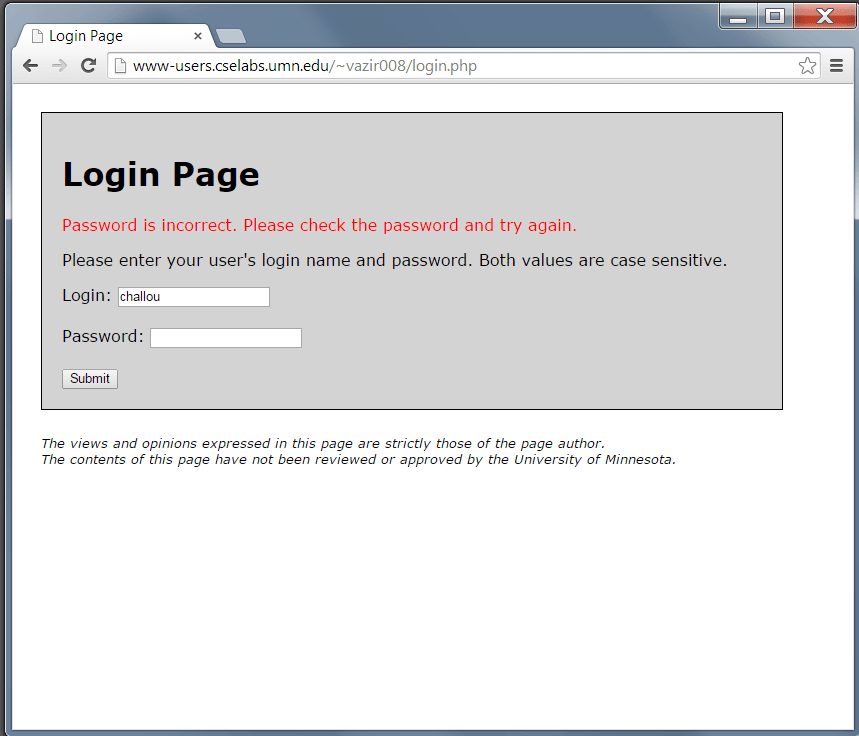 Login Page
www-users.cselabs.umn.edu/~vazir008/login.php
Login Page
Password is incorrect. Please check the password and try again.
Please enter your user's login name and password. Both values are case sensitive.
Login: challou
Password:
Submit
The views and opinions expressed in this page are strictly those of the page author.
The contents of this page have not been reviewed or approved by the University of Minnesota.